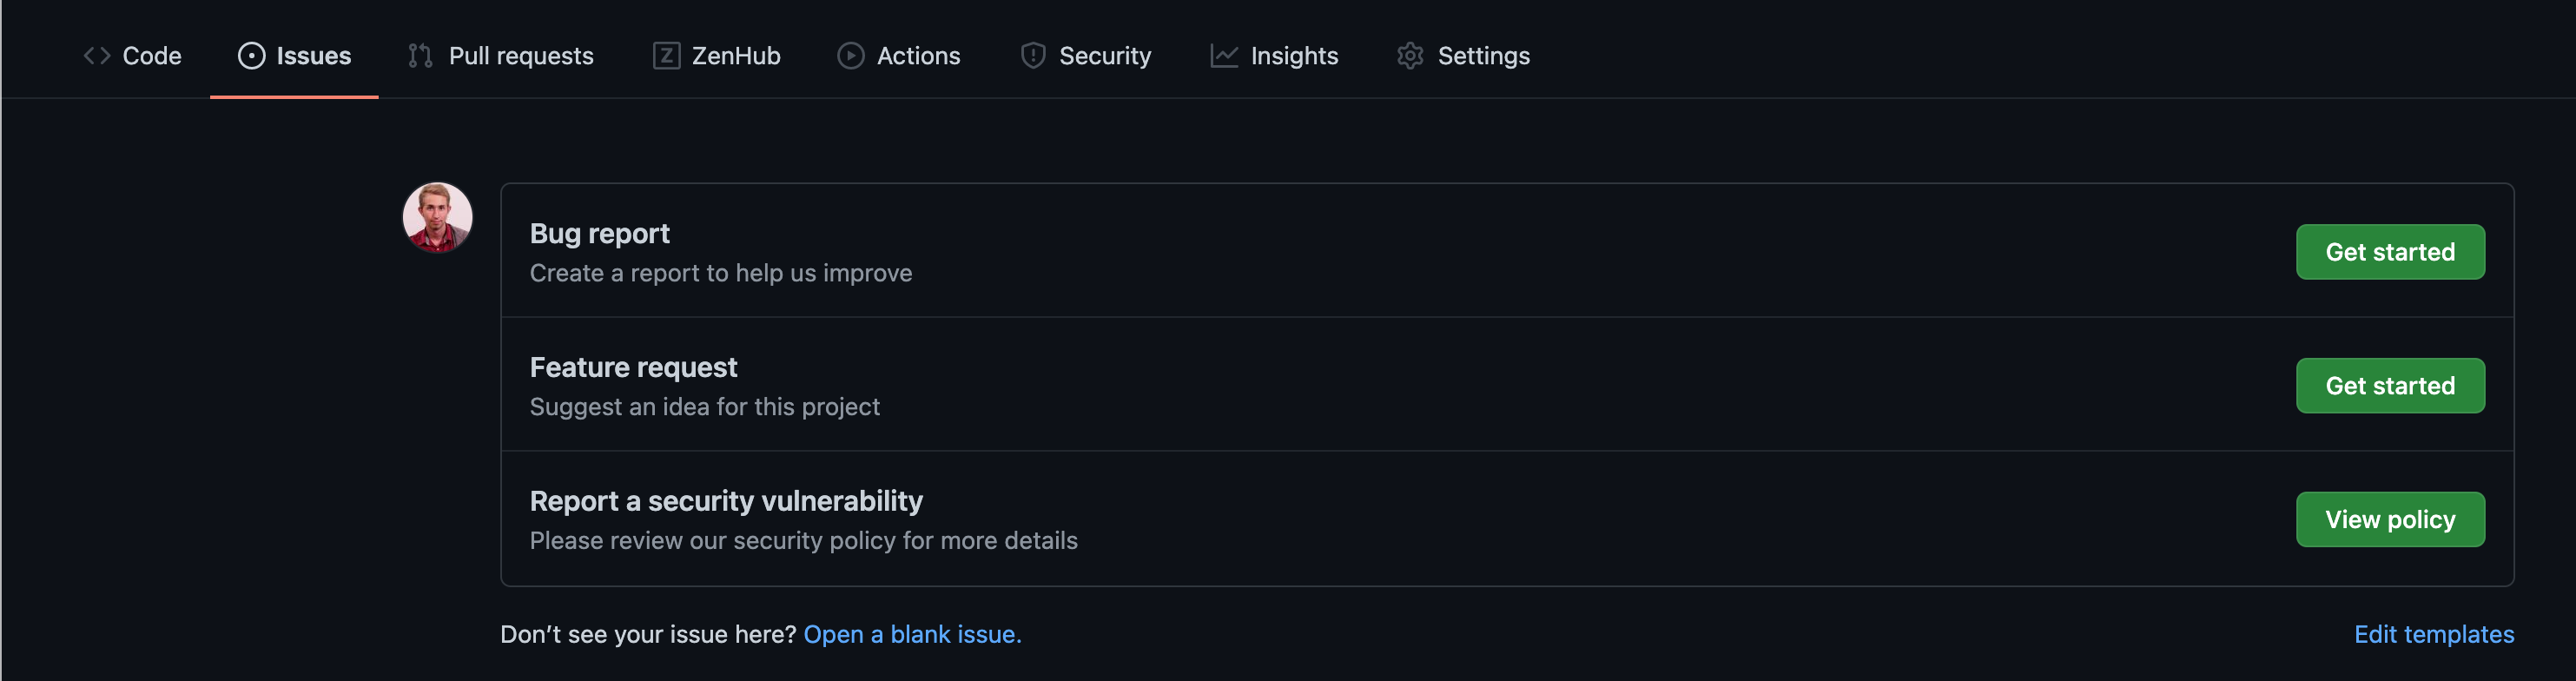 Code Issues Pull requests ZenHub Actions Security Insights Settings
Bug report
Create a report to help us improve
Get started
Feature request
Suggest an idea for this project
Get started
Report a security vulnerability
Please review our security policy for more details
View policy
Don’t see your issue here? Open a blank issue.
Edit templates